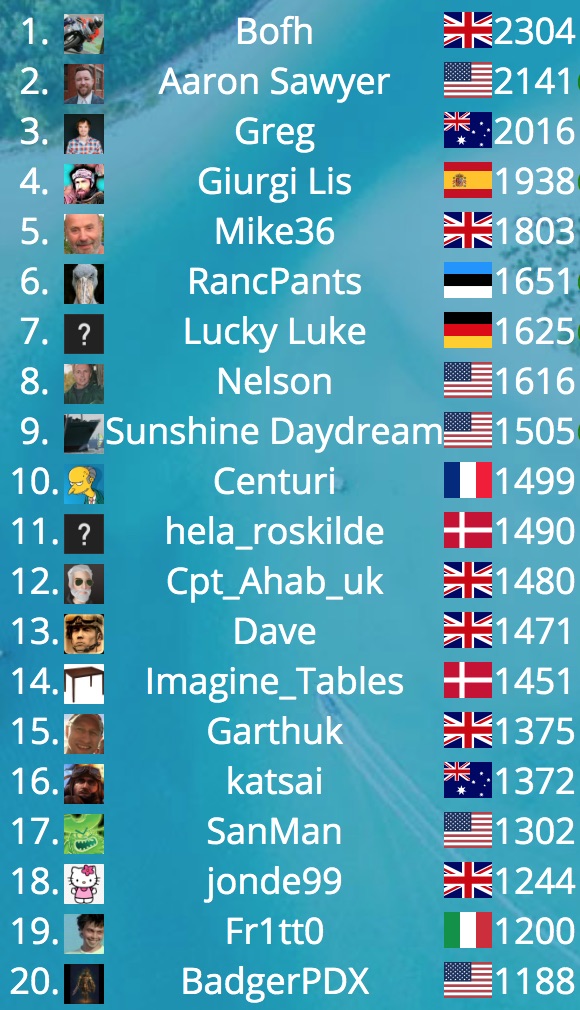 1. Bofh 2304
2. Aaron Sawyer 2141
3. Greg 2016
4. Giurgi Lis 1938
5. Mike36 1803
6. RancPants 1651
7. ? Lucky Luke 1625
8. Nelson 1616
9. Sunshine Daydream 1505
10. Centuri 1499
11. ? hela_roskilde 1490
12. Cpt_Ahab_uk 1480
13. Dave 1471
14. Imagine_Tables 1451
15. Garthuk 1375
16. katsai 1372
17. SanMan 1302
18. jonde99 1244
19. Fr1tt0 1200
20. BadgerPDX 1188